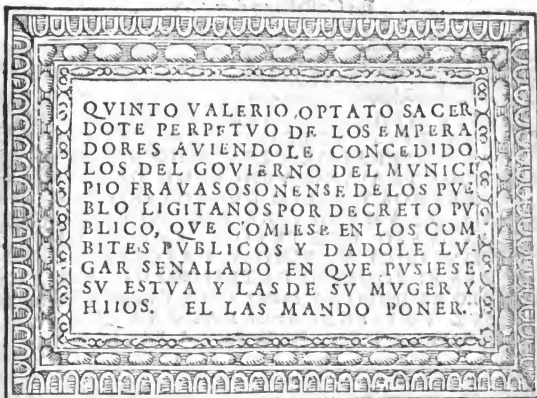 QVINTO VALERIO, OPTATO SACER
DOTE PERPETVO DE LOS EMPERA
DORES AVIENDOLE CONCEDIDO
LOS DEL GOVIERNO DEL MVNICI
PIO FRAVASOSONENSE DELOS PVE
BLO LIGITANOS POR DECRETO PV
BLICO, QVE COMIESE EN LOS COM
BITES PVBLICOS Y DADOLE LV-
GAR SENALADO EN QVE PVSIESE
SV ESTVA Y LAS DE SV MVGER Y
HIIOS. EL LAS MANDO PONER.